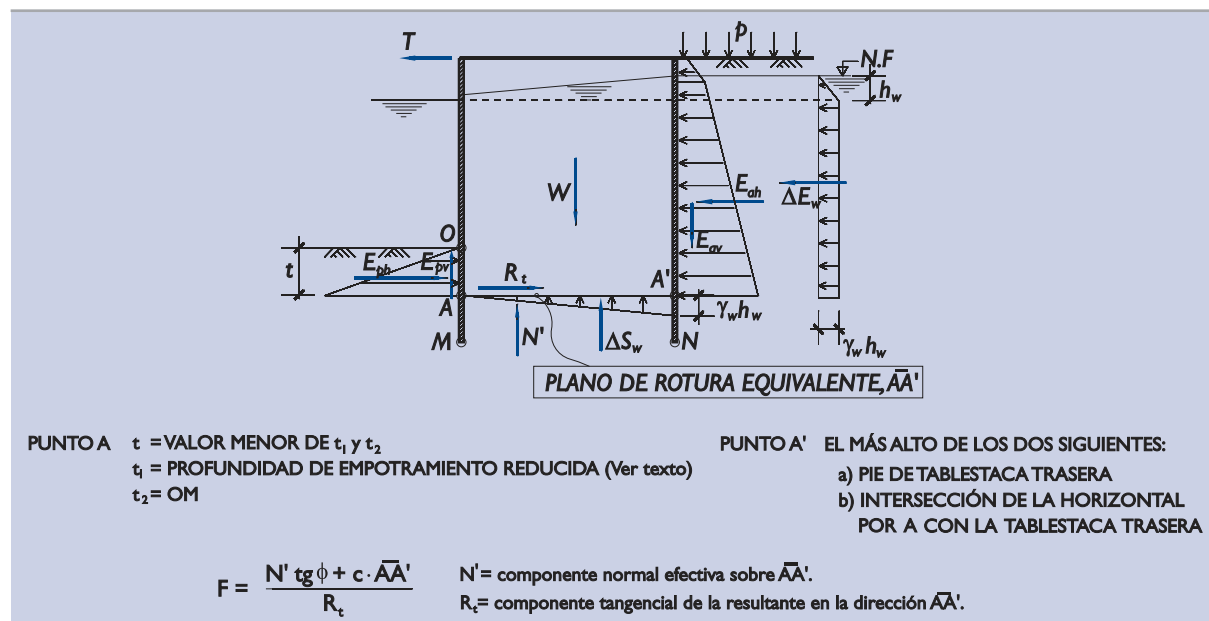 T
p
N.F
h_w
W
E_ah
ΔE_w
E_av
O
E_ph
E_pv
t
R_t
A'
A
γ_w h_w
M
N'
ΔS_w
N
γ_w h_w
PLANO DE ROTURA EQUIVALENTE, A̅A̅'
PUNTO A t = VALOR MENOR DE t₁ y t₂
t₁ = PROFUNDIDAD DE EMPOTRAMIENTO REDUCIDA (Ver texto)
t₂ = OM
PUNTO A' EL MÁS ALTO DE LOS DOS SIGUIENTES:
a) PIE DE TABLESTACA TRASERA
b) INTERSECCIÓN DE LA HORIZONTAL
POR A CON LA TABLESTACA TRASERA
F = (N' tg ϕ + c · A̅A̅') / R_t
N' = componente normal efectiva sobre A̅A̅'.
R_t = componente tangencial de la resultante en la dirección A̅A̅'.